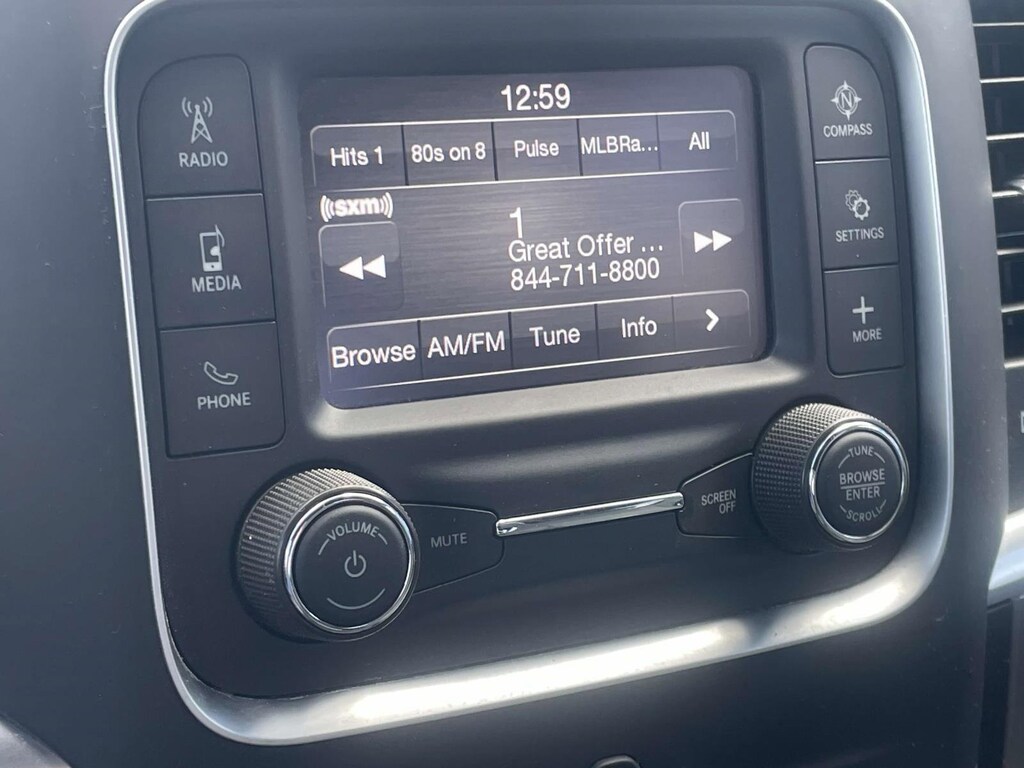 12:59
Hits 1 80s on 8 Pulse MLBRa... All
((sxm))
1
Great Offer ...
844-711-8800
Browse AM/FM Tune Info >
RADIO
MEDIA
PHONE
N
COMPASS
SETTINGS
+
MORE
VOLUME
MUTE
SCREEN
OFF
TUNE
BROWSE
ENTER
SCROLL